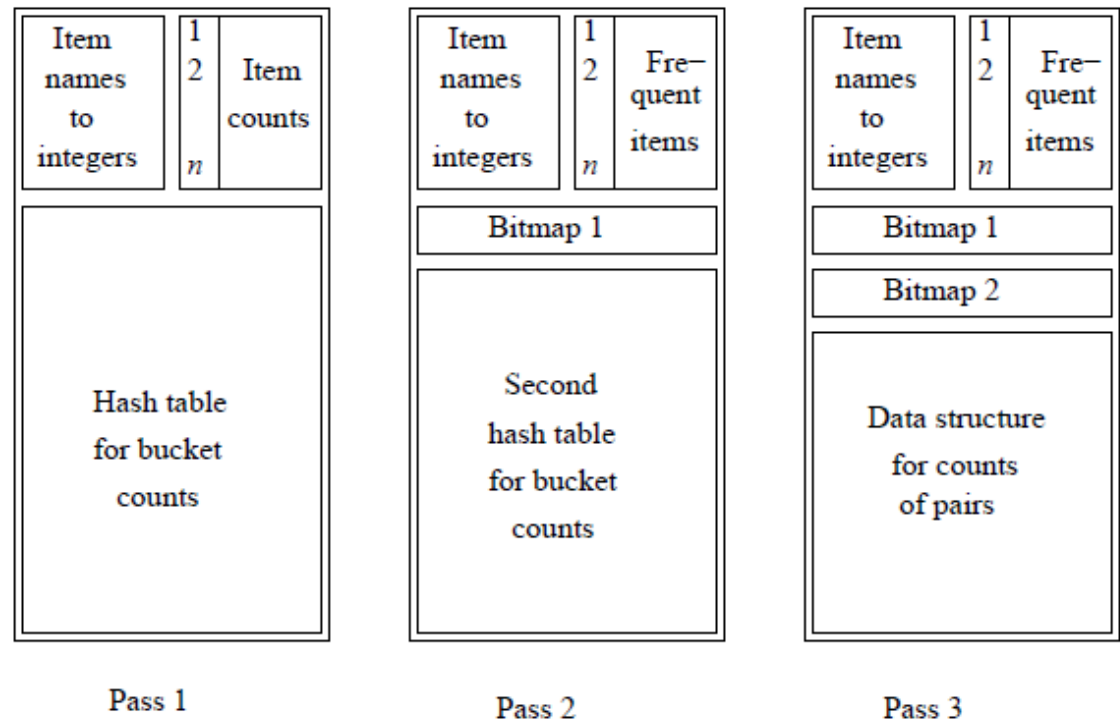 Item
names
to
integers
1
2
n
Item
counts
Hash table
for bucket
counts
Pass 1
Item
names
to
integers
1
2
n
Fre–
quent
items
Bitmap 1
Second
hash table
for bucket
counts
Pass 2
Item
names
to
integers
1
2
n
Fre–
quent
items
Bitmap 1
Bitmap 2
Data structure
for counts
of pairs
Pass 3